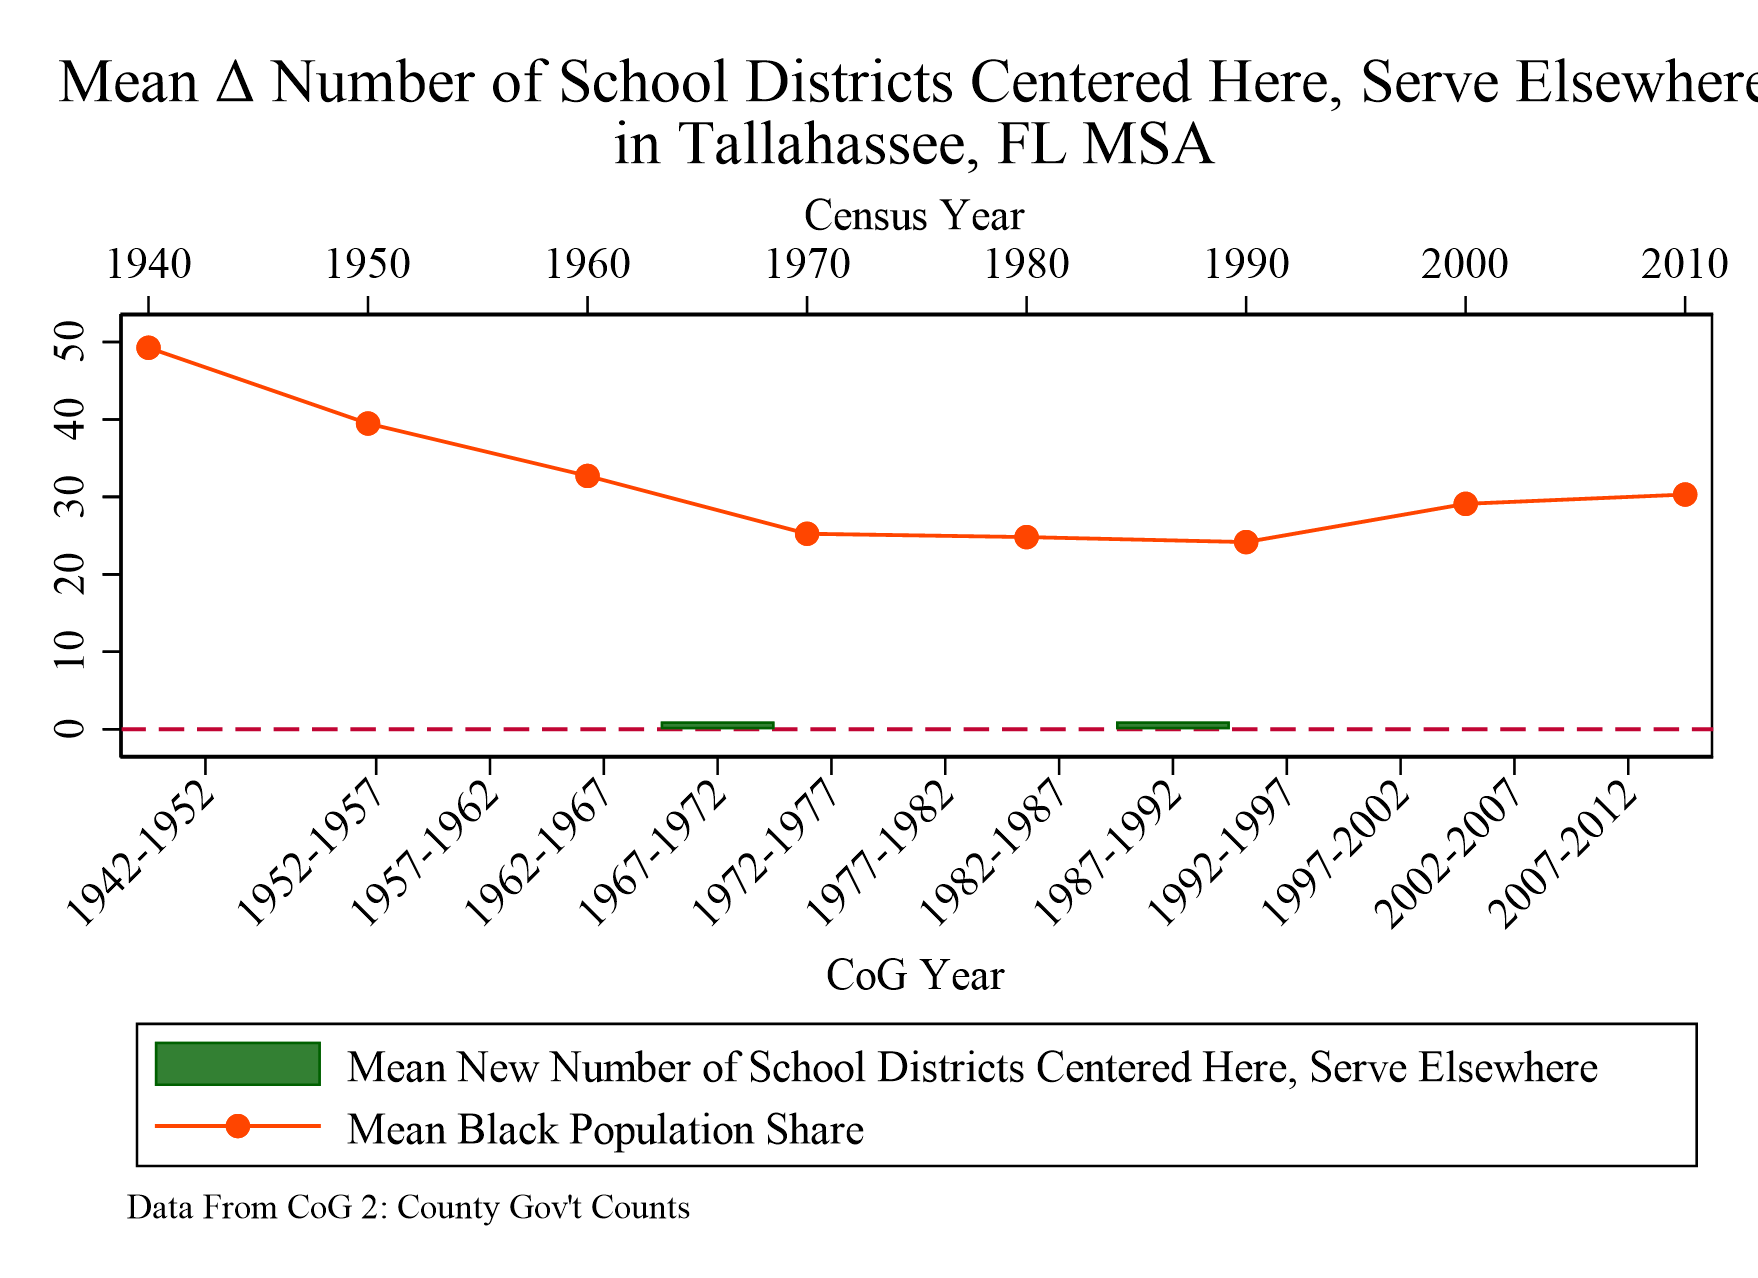 Mean Δ Number of School Districts Centered Here, Serve Elsewhere
in Tallahassee, FL MSA
Census Year
1940 1950 1960 1970 1980 1990 2000 2010
50
40
30
20
10
0
1942-1952 1952-1957 1957-1962 1962-1967 1967-1972 1972-1977 1977-1982 1982-1987 1987-1992 1992-1997 1997-2002 2002-2007 2007-2012
CoG Year
Mean New Number of School Districts Centered Here, Serve Elsewhere
Mean Black Population Share
Data From CoG 2: County Gov't Counts